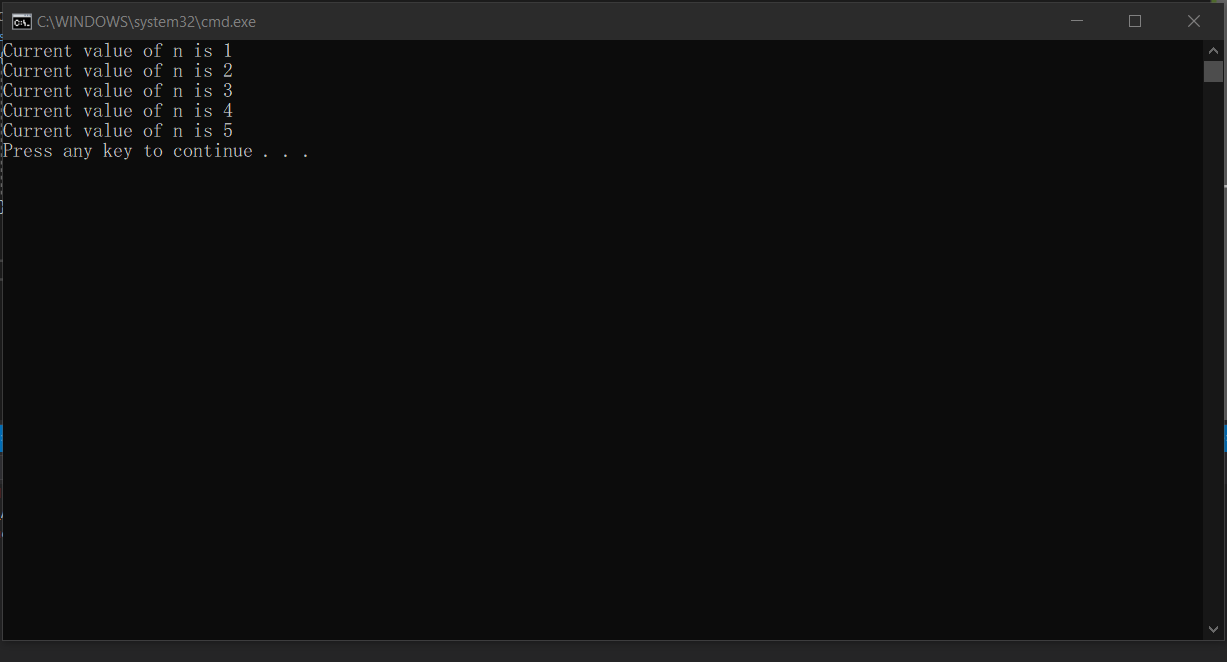 C:\WINDOWS\system32\cmd.exe
Current value of n is 1
Current value of n is 2
Current value of n is 3
Current value of n is 4
Current value of n is 5
Press any key to continue . . .